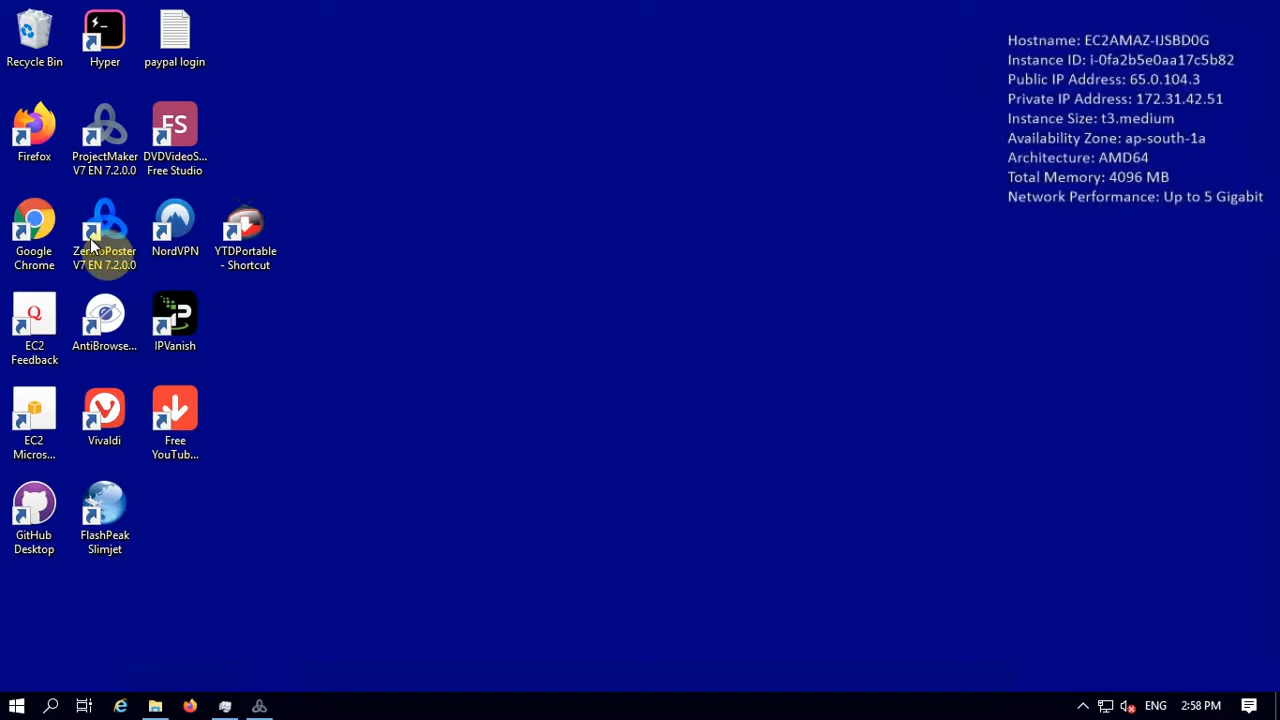 Hostname: EC2AMAZ-IJSBD0G
Instance ID: i-0fa2b5e0aa17c5b82
Public IP Address: 65.0.104.3
Private IP Address: 172.31.42.51
Instance Size: t3.medium
Availability Zone: ap-south-1a
Architecture: AMD64
Total Memory: 4096 MB
Network Performance: Up to 5 Gigabit
Recycle Bin
Hyper
paypal login
Firefox
ProjectMaker
V7 EN 7.2.0.0
DVDVideoS...
Free Studio
FS
Google
Chrome
ZennoPoster
V7 EN 7.2.0.0
NordVPN
YTDPortable
- Shortcut
Q
EC2
Feedback
AntiBrowse...
IPVanish
EC2
Micros...
Vivaldi
Free
YouTub...
GitHub
Desktop
FlashPeak
Slimjet
ENG
2:58 PM